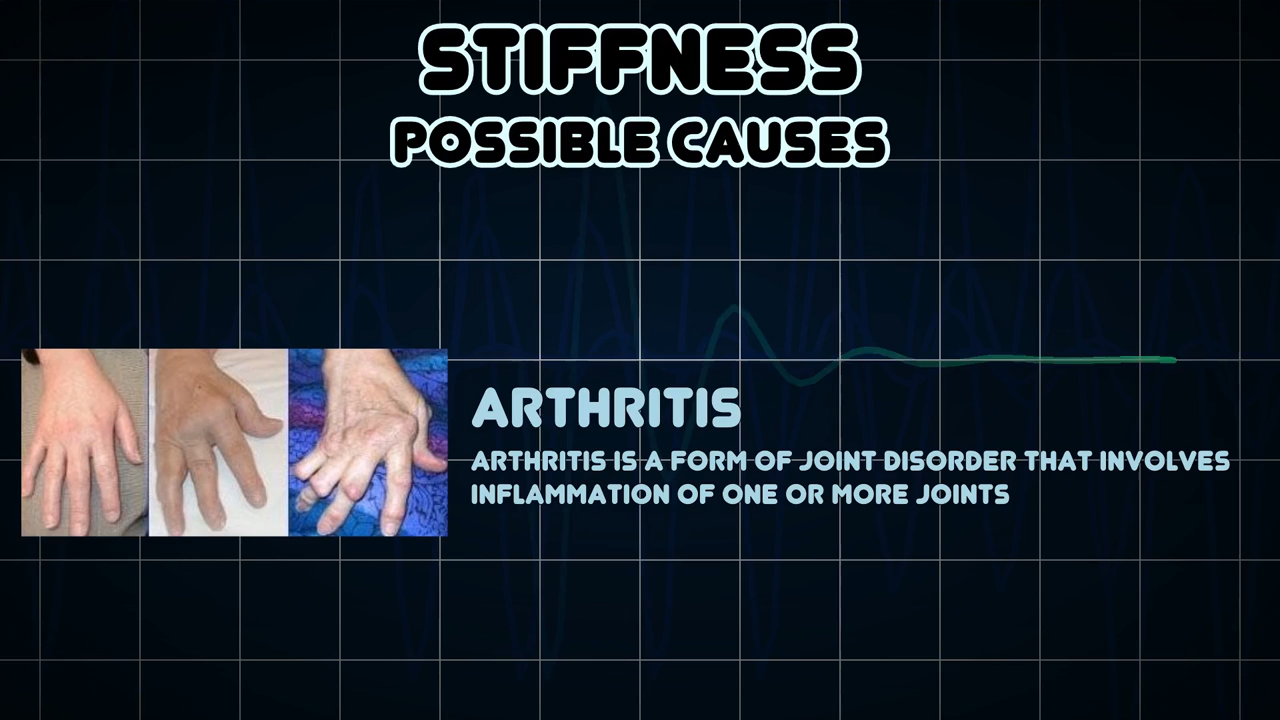 STIFFNESS
POSSIBLE CAUSES
ARTHRITIS
ARTHRITIS IS A FORM OF JOINT DISORDER THAT INVOLVES
INFLAMMATION OF ONE OR MORE JOINTS